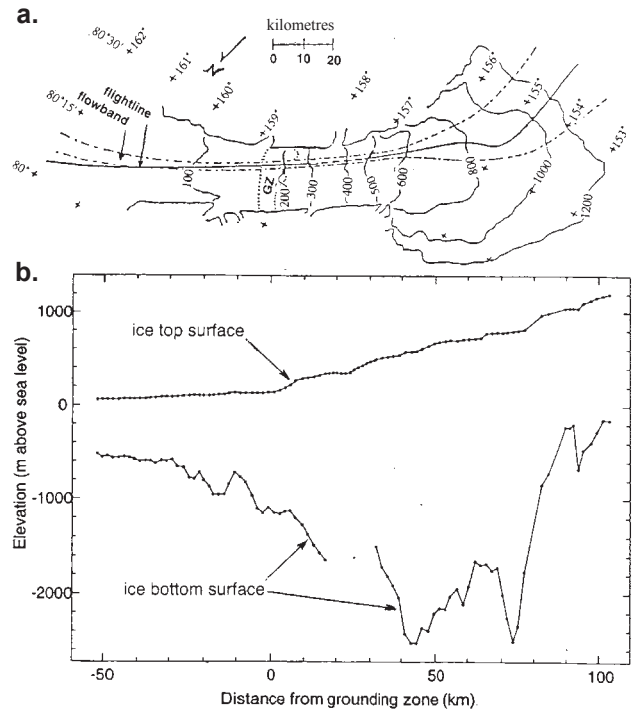 a.
kilometres
0 10 20
80°30'
+162°
+161°
+160°
N
+159°
+158°
+157°
+156°
+155°
+154°
+153°
80°15'
flowband
flightline
80°
100
GZ
200
300
400
500
600
800
1000
1200
b.
1000
0
-1000
-2000
Elevation (m above sea level)
ice top surface
ice bottom surface
-50 0 50 100
Distance from grounding zone (km)